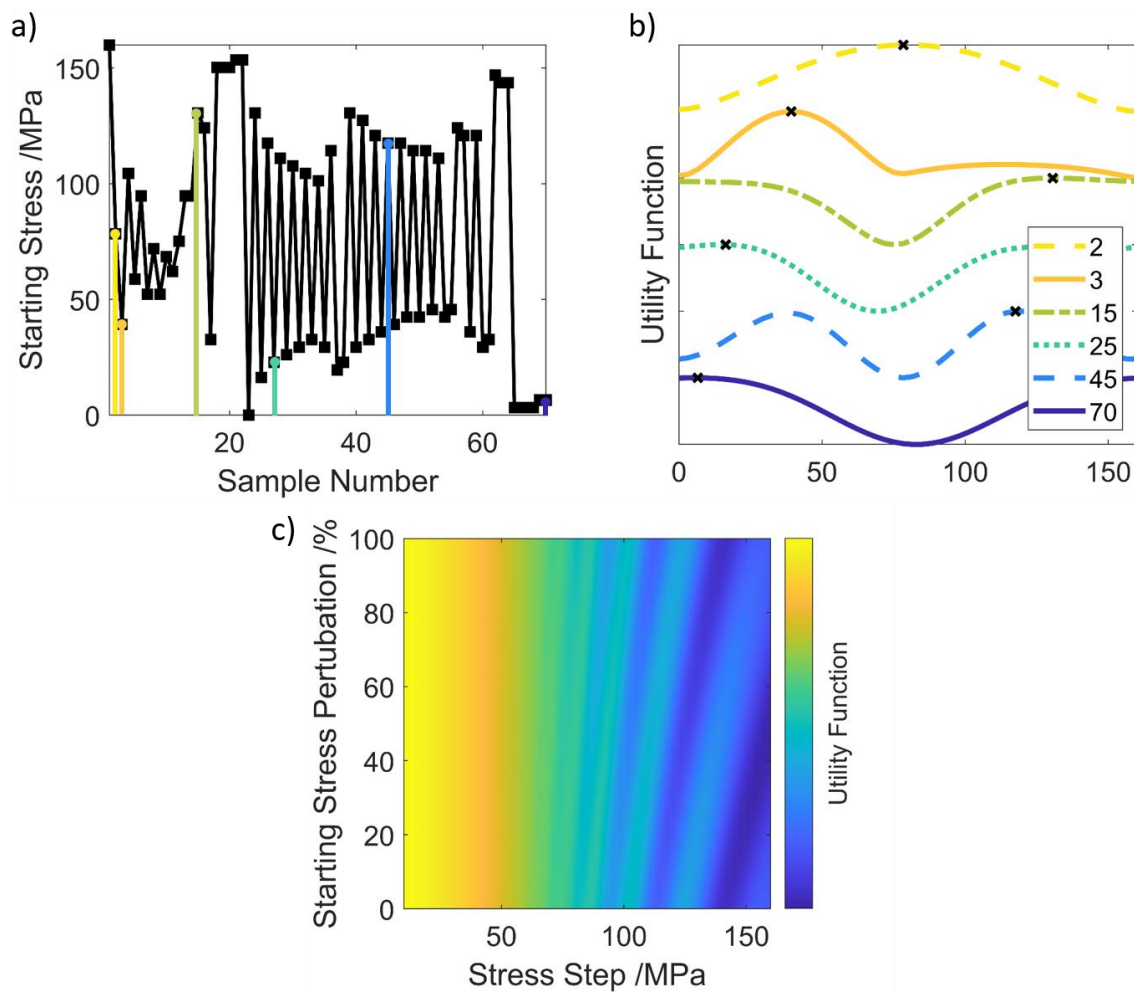 a)
b)
150
100
50
0
20
40
60
Starting Stress /MPa
Sample Number
Utility Function
2
3
15
25
45
70
0
50
100
150
c)
100
80
60
40
20
0
Starting Stress Pertubation /%
50
100
150
Stress Step /MPa
Utility Function